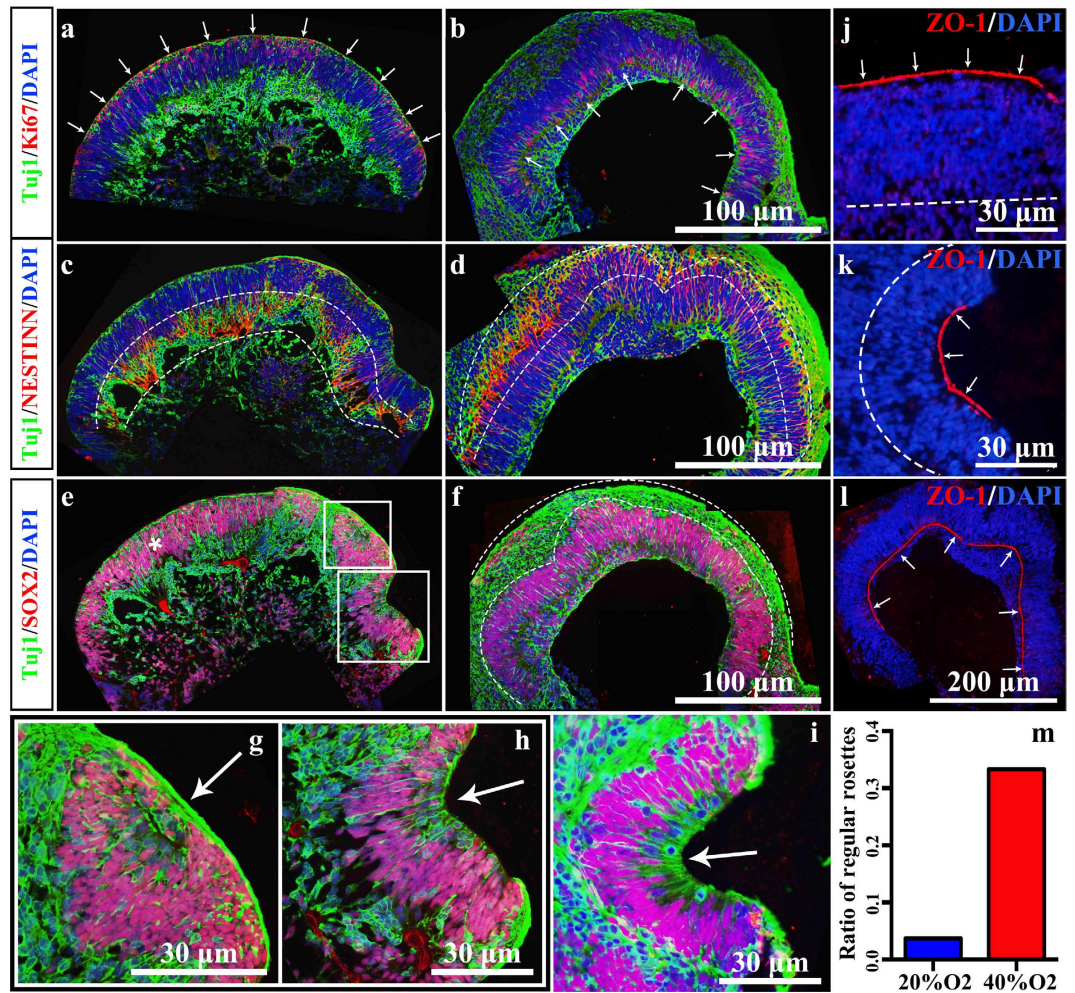 Tuj1/Ki67/DAPI
a
b
100 μm
ZO-1/DAPI
j
30 μm
Tuj1/NESTINN/DAPI
c
d
100 μm
ZO-1/DAPI
k
30 μm
Tuj1/SOX2/DAPI
e
*
f
100 μm
ZO-1/DAPI
l
200 μm
g
30 μm
h
30 μm
i
30 μm
m
Ratio of regular rosettes
0.4
0.3
0.2
0.1
0.0
20%O2
40%O2